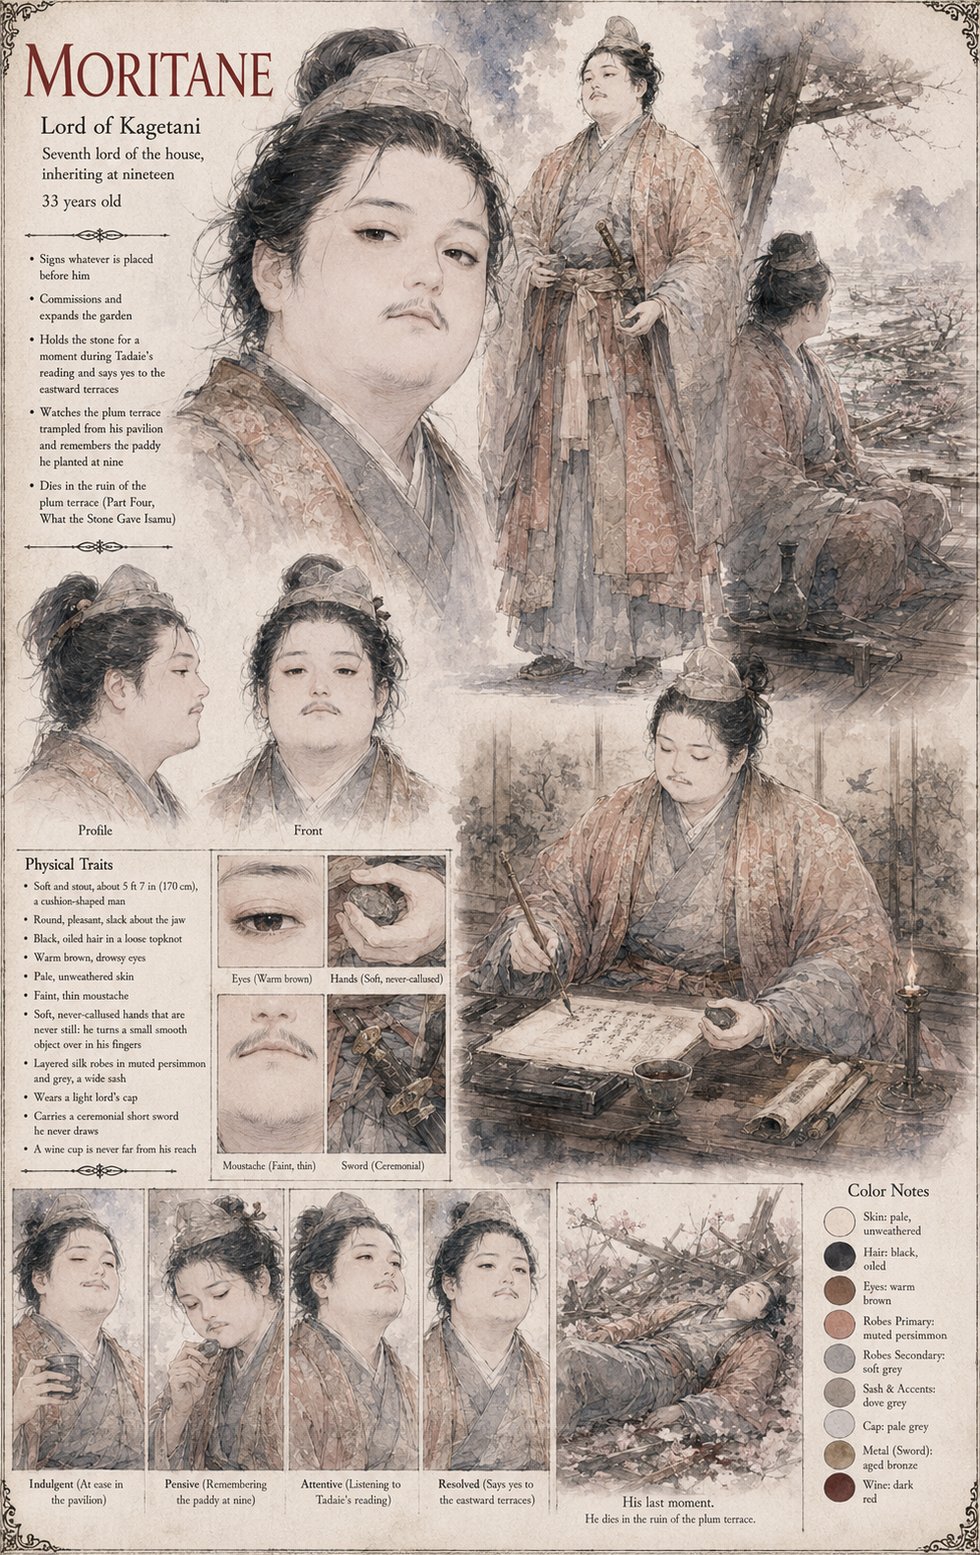 MORITANE
Lord of Kagetani
Seventh lord of the house,
inheriting at nineteen
33 years old
• Signs whatever is placed
before him
• Commissions and
expands the garden
• Holds the stone for a
moment during Tadaie's
reading and says yes to the
eastward terraces
• Watches the plum terrace
trampled from his pavilion
and remembers the paddy
he planted at nine
• Dies in the ruin of the
plum terrace (Part Four,
What the Stone Gave Isamu)
Profile
Front
Physical Traits
• Soft and stout, about 5 ft 7 in (170 cm),
a cushion-shaped man
• Round, pleasant, slack about the jaw
• Black, oiled hair in a loose topknot
• Warm brown, drowsy eyes
• Pale, unweathered skin
• Faint, thin moustache
• Soft, never-callused hands that are
never still: he turns a small smooth
object over in his fingers
• Layered silk robes in muted persimmon
and grey, a wide sash
• Wears a light lord's cap
• Carries a ceremonial short sword
he never draws
• A wine cup is never far from his reach
Eyes (Warm brown)
Hands (Soft, never-callused)
Moustache (Faint, thin)
Sword (Ceremonial)
Indulgent (At ease in
the pavilion)
Pensive (Remembering
the paddy at nine)
Attentive (Listening to
Tadaie's reading)
Resolved (Says yes to
the eastward terraces)
His last moment.
He dies in the ruin of the plum terrace.
Color Notes
Skin: pale,
unweathered
Hair: black,
oiled
Eyes: warm
brown
Robes Primary:
muted persimmon
Robes Secondary:
soft grey
Sash & Accents:
dove grey
Cap: pale grey
Metal (Sword):
aged bronze
Wine: dark
red